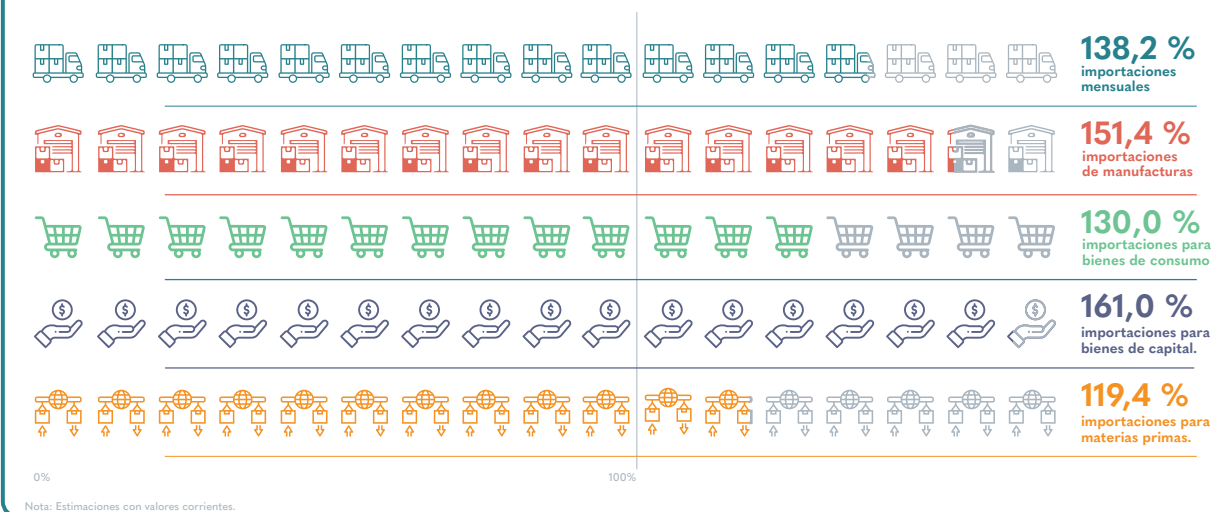 138,2 %
importaciones
mensuales
151,4 %
importaciones
de manufacturas
130,0 %
importaciones para
bienes de consumo
161,0 %
importaciones para
bienes de capital.
119,4 %
importaciones para
materias primas.
0%
100%
Nota: Estimaciones con valores corrientes.